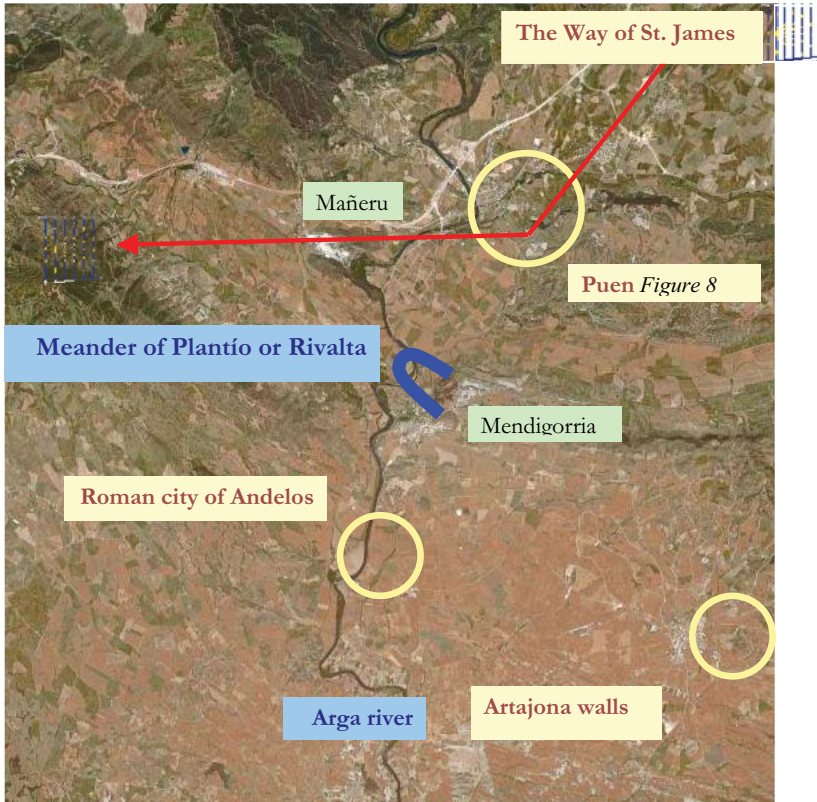 The Way of St. James
Mañeru
Puen Figure 8
Meander of Plantío or Rivalta
Mendigorria
Roman city of Andelos
Artajona walls
Arga river